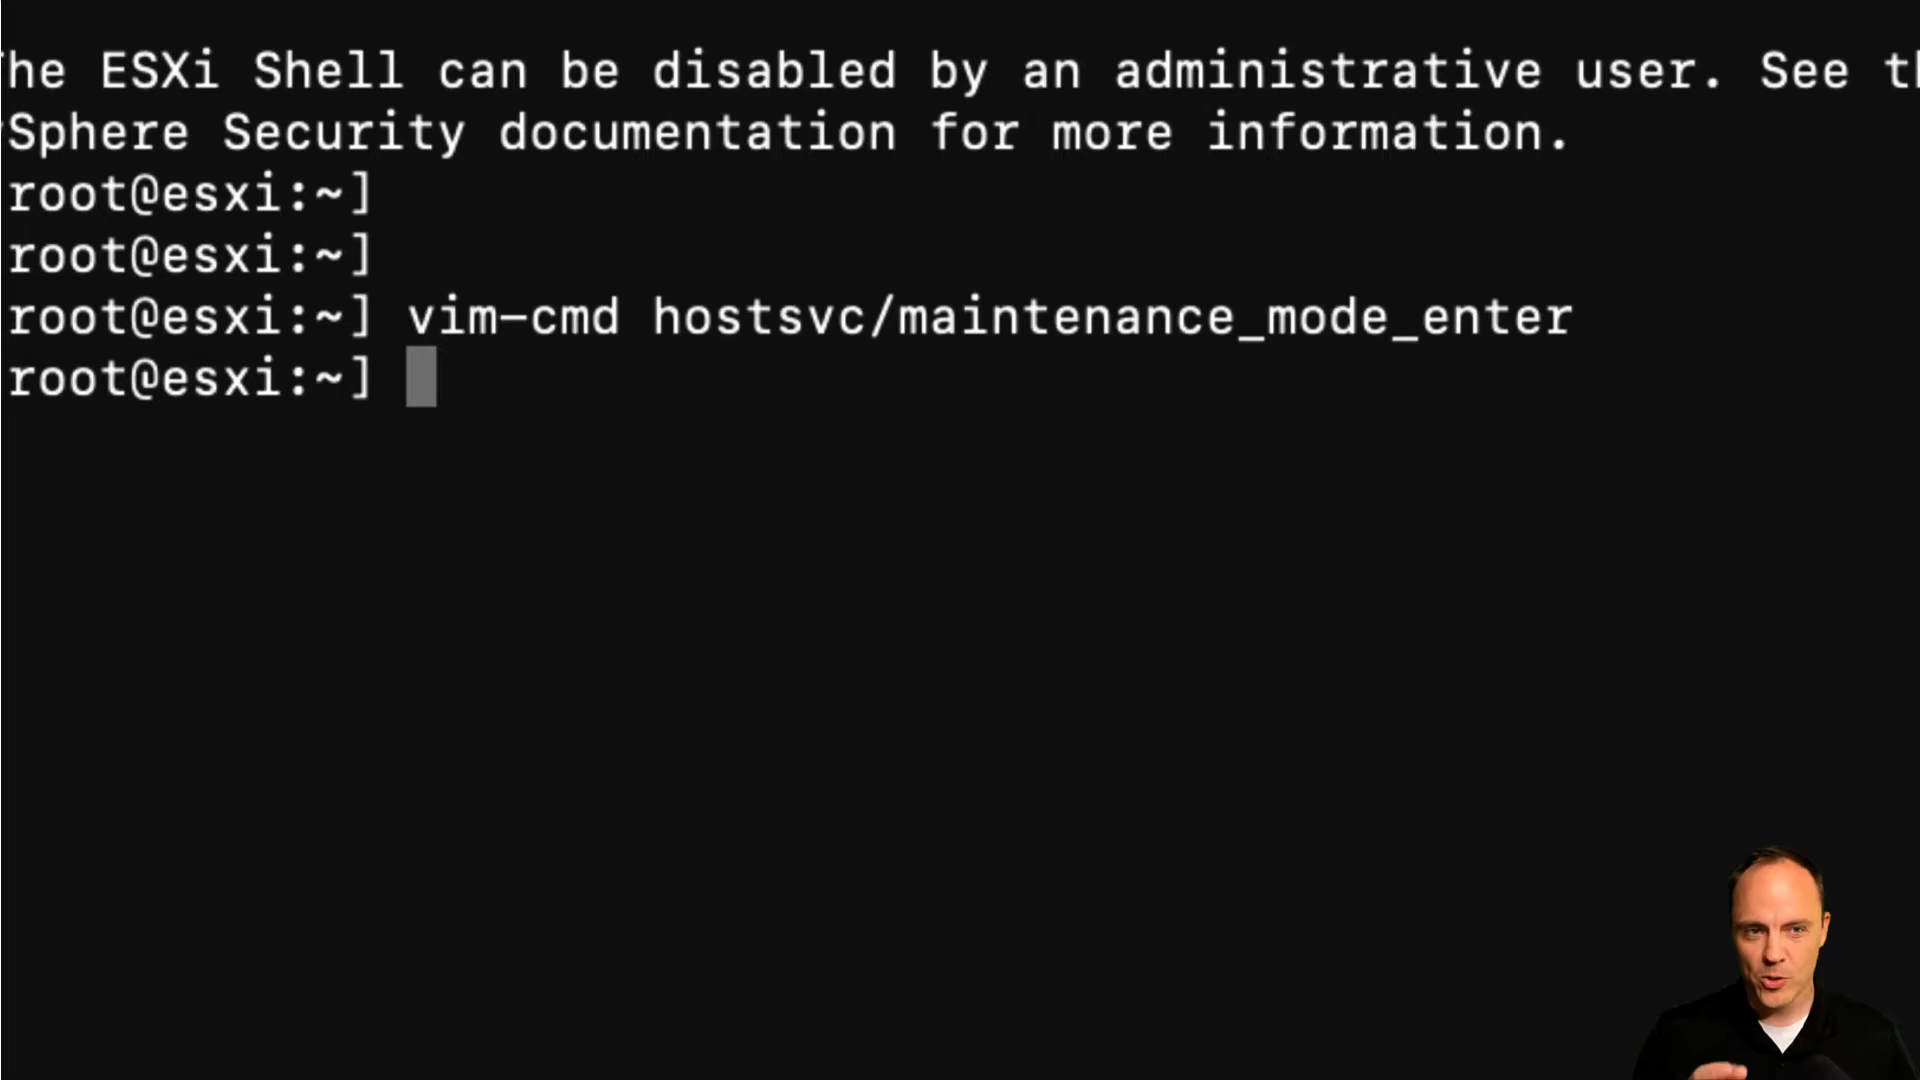 he ESXi Shell can be disabled by an administrative user. See
Sphere Security documentation for more information.
root@esxi:~]
root@esxi:~]
root@esxi:~] vim-cmd hostsvc/maintenance_mode_enter
root@esxi:~]